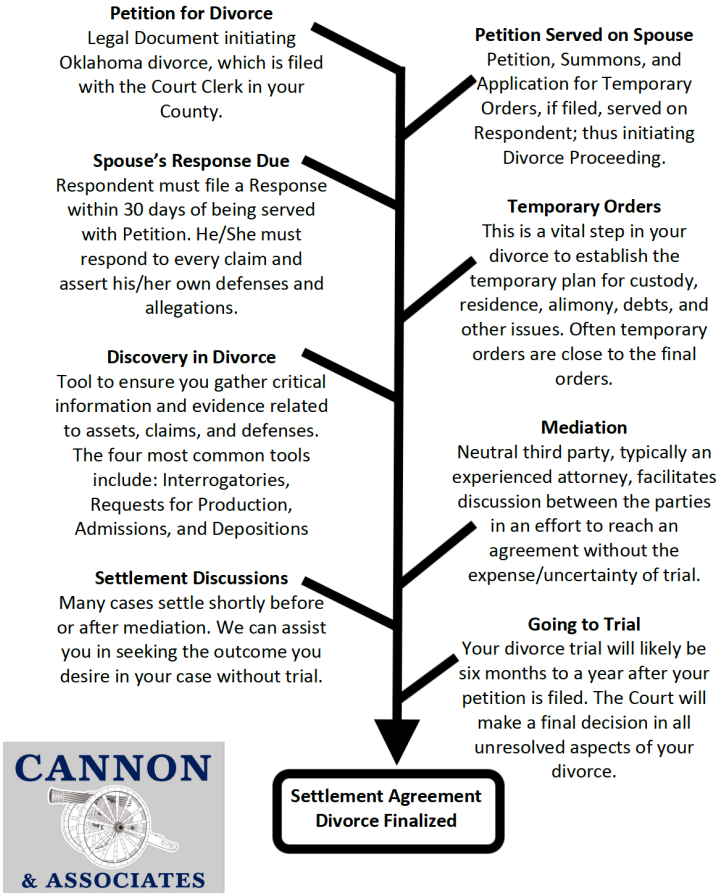 Petition for Divorce
Legal Document initiating
Oklahoma divorce, which is filed
with the Court Clerk in your
County.
Petition Served on Spouse
Petition, Summons, and
Application for Temporary
Orders, if filed, served on
Respondent; thus initiating
Divorce Proceeding.
Spouse’s Response Due
Respondent must file a Response
within 30 days of being served
with Petition. He/She must
respond to every claim and
assert his/her own defenses and
allegations.
Temporary Orders
This is a vital step in your
divorce to establish the
temporary plan for custody,
residence, alimony, debts, and
other issues. Often temporary
orders are close to the final
orders.
Discovery in Divorce
Tool to ensure you gather critical
information and evidence related
to assets, claims, and defenses.
The four most common tools
include: Interrogatories,
Requests for Production,
Admissions, and Depositions
Mediation
Neutral third party, typically an
experienced attorney, facilitates
discussion between the parties
in an effort to reach an
agreement without the
expense/uncertainty of trial.
Settlement Discussions
Many cases settle shortly before
or after mediation. We can assist
you in seeking the outcome you
desire in your case without trial.
Going to Trial
Your divorce trial will likely be
six months to a year after your
petition is filed. The Court will
make a final decision in all
unresolved aspects of your
divorce.
Settlement Agreement
Divorce Finalized
CANNON
& ASSOCIATES